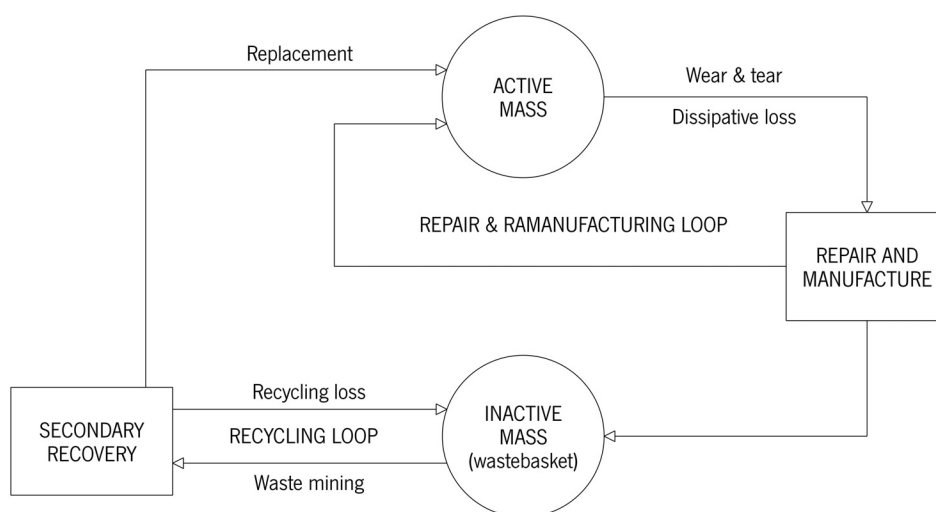 Replacement
ACTIVE
MASS
Wear & tear
Dissipative loss
REPAIR & RAMANUFACTURING LOOP
REPAIR AND
MANUFACTURE
Recycling loss
SECONDARY
RECOVERY
RECYCLING LOOP
INACTIVE
MASS
(wastebasket)
Waste mining